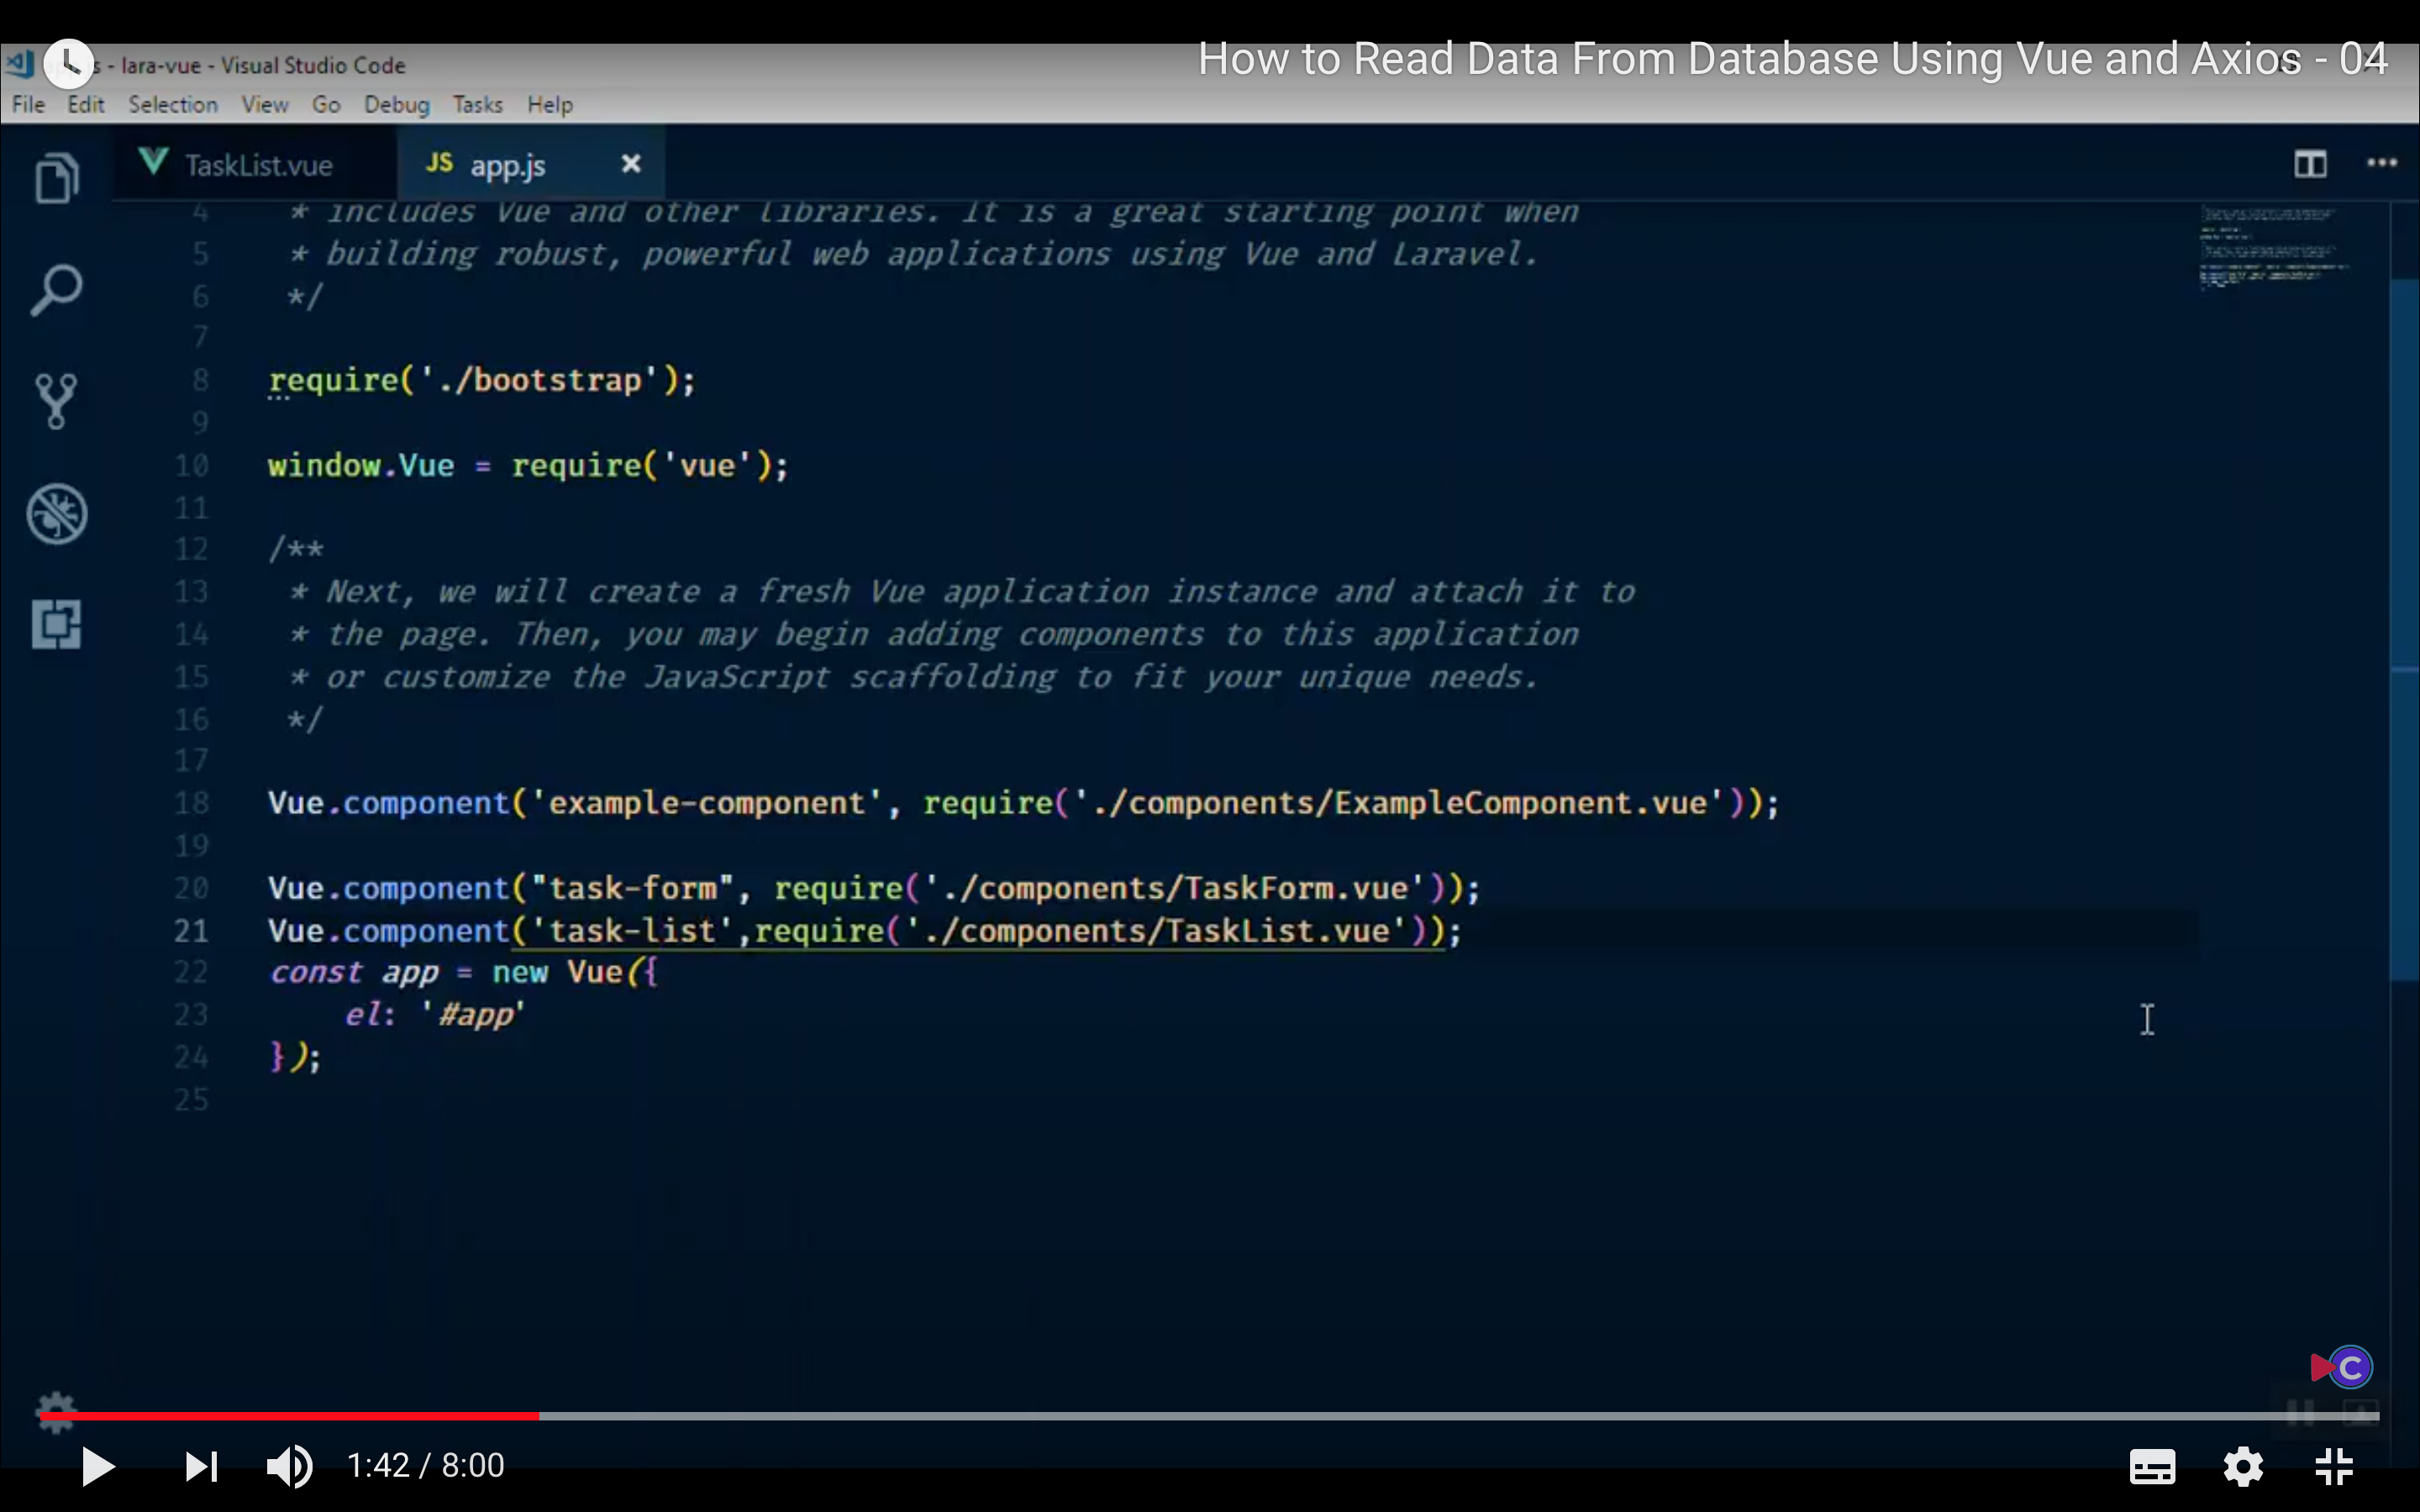 How to Read Data From Database Using Vue and Axios - 04
s - lara-vue - Visual Studio Code
File Edit Selection View Go Debug Tasks Help
TaskList.vue JS app.js
4 * includes Vue and other libraries. It is a great starting point when
5 * building robust, powerful web applications using Vue and Laravel.
6 */
7
8 require('./bootstrap');
9
10 window.Vue = require('vue');
11
12 /**
13 * Next, we will create a fresh Vue application instance and attach it to
14 * the page. Then, you may begin adding components to this application
15 * or customize the JavaScript scaffolding to fit your unique needs.
16 */
17
18 Vue.component('example-component', require('./components/ExampleComponent.vue'));
19
20 Vue.component("task-form", require('./components/TaskForm.vue'));
21 Vue.component('task-list',require('./components/TaskList.vue'));
22 const app = new Vue({
23 el: '#app'
24 });
25
C
1:42 / 8:00